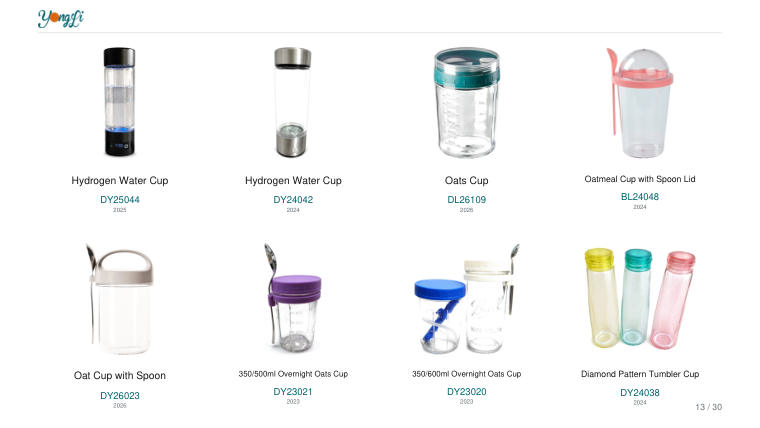 YongLi
Hydrogen Water Cup
DY25044
2025
Hydrogen Water Cup
DY24042
2024
Oats Cup
DL26109
2026
Oatmeal Cup with Spoon Lid
BL24048
2024
Oat Cup with Spoon
DY26023
2026
350/500ml Overnight Oats Cup
DY23021
2023
350/600ml Overnight Oats Cup
DY23020
2023
Diamond Pattern Tumbler Cup
DY24038
2024
13 / 30